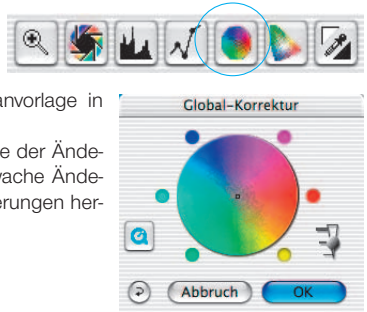 anvorlage in
e der Ände-
vache Ände-
erungen her-
Global-Korrektur
Abbruch
OK